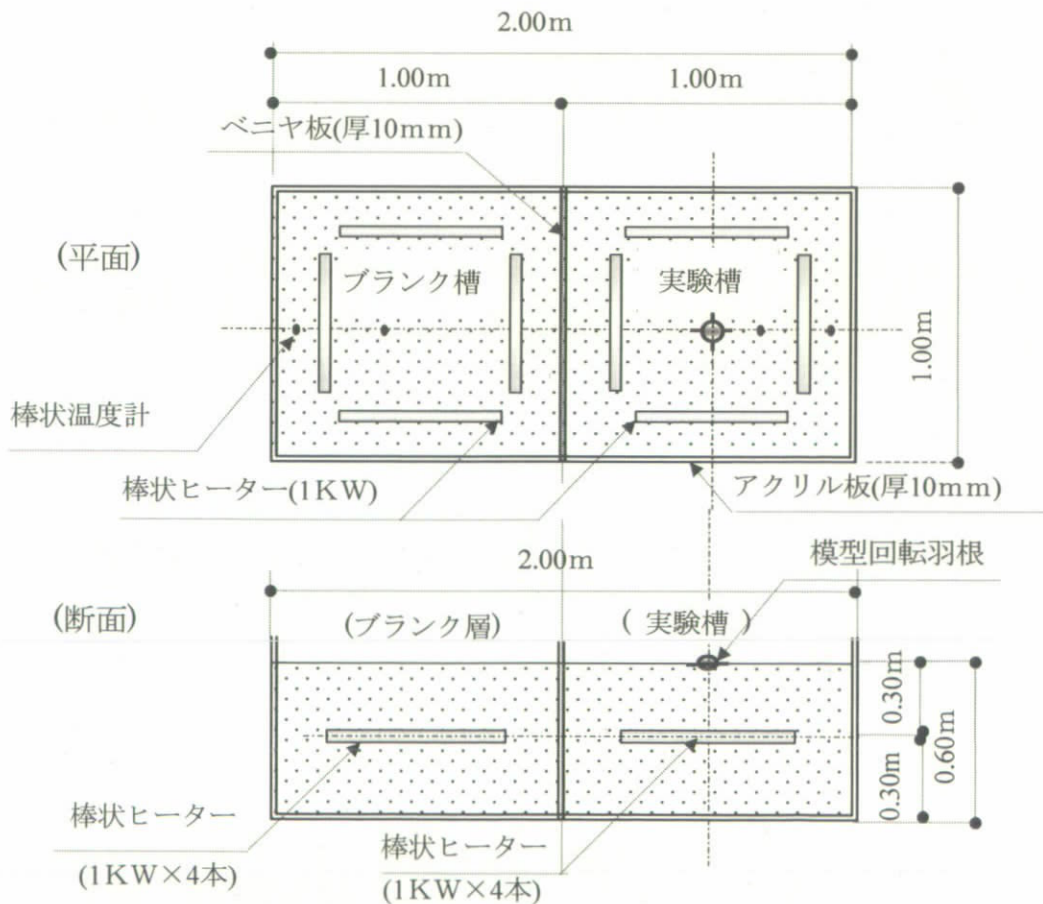 2.00m
1.00m
1.00m
ベニヤ板(厚10mm)
(平面)
ブランク槽
実験槽
1.00m
棒状温度計
棒状ヒーター(1KW)
アクリル板(厚10mm)
2.00m
模型回転羽根
(断面)
(ブランク層)
(実験槽)
0.30m
0.30m
0.60m
棒状ヒーター
(1KW×4本)
棒状ヒーター
(1KW×4本)